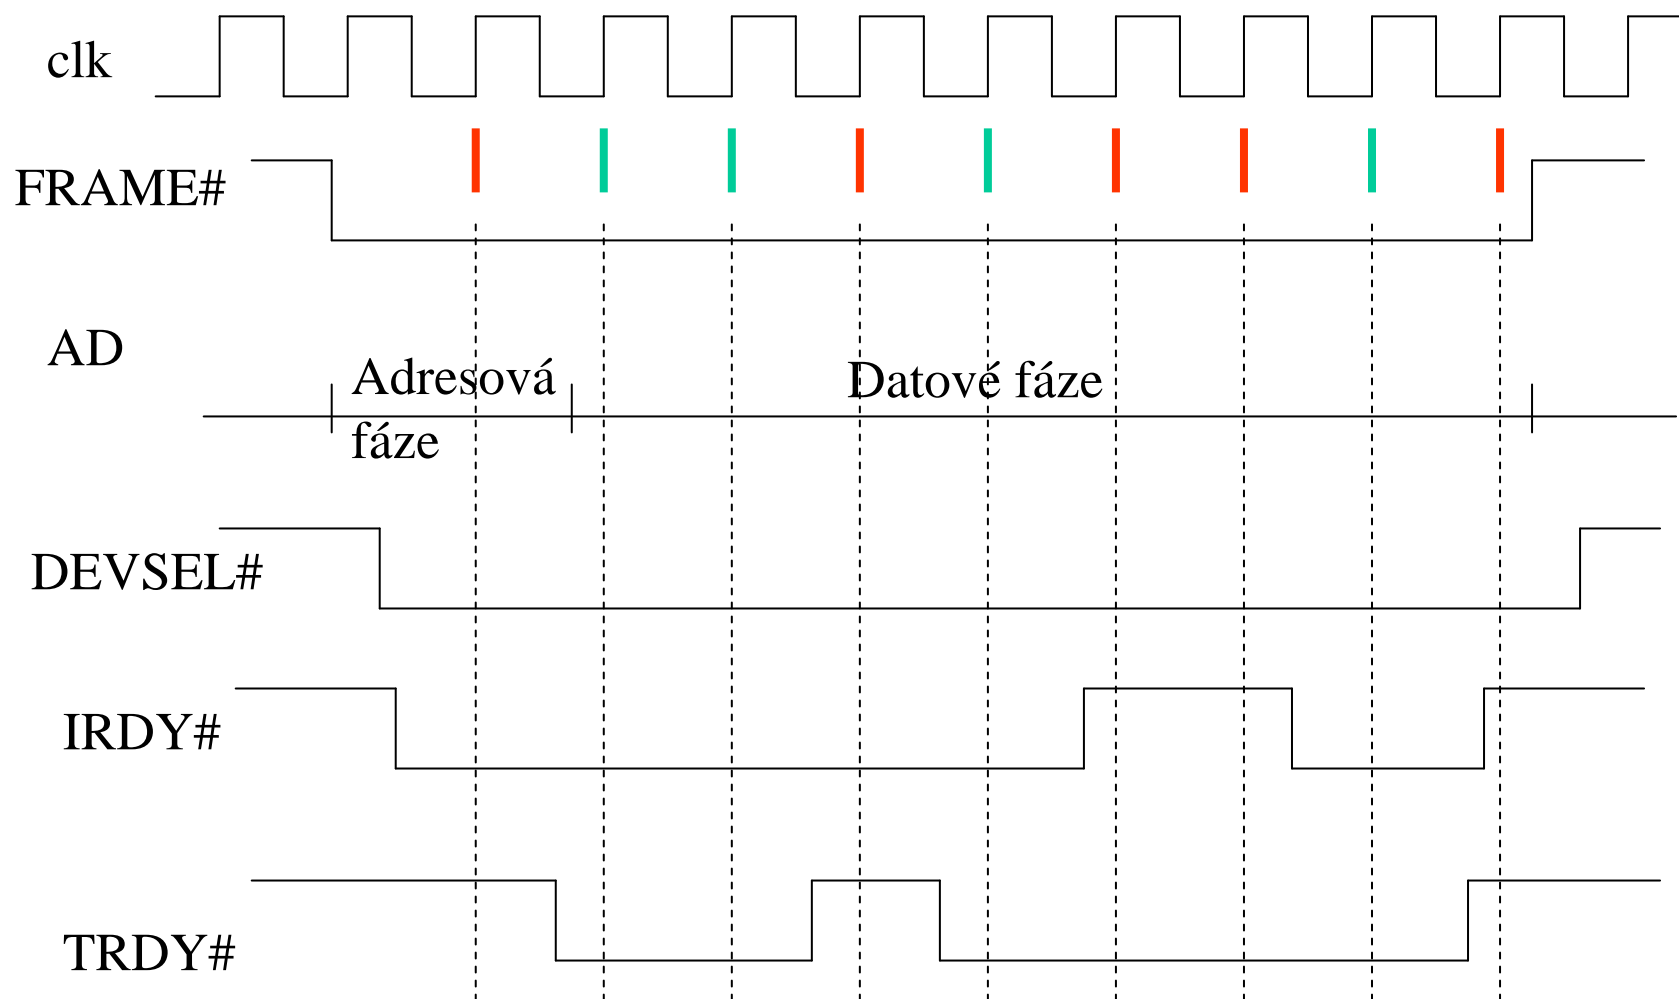 clk
FRAME#
AD
Adresová
fáze
Datové fáze
DEVSEL#
IRDY#
TRDY#